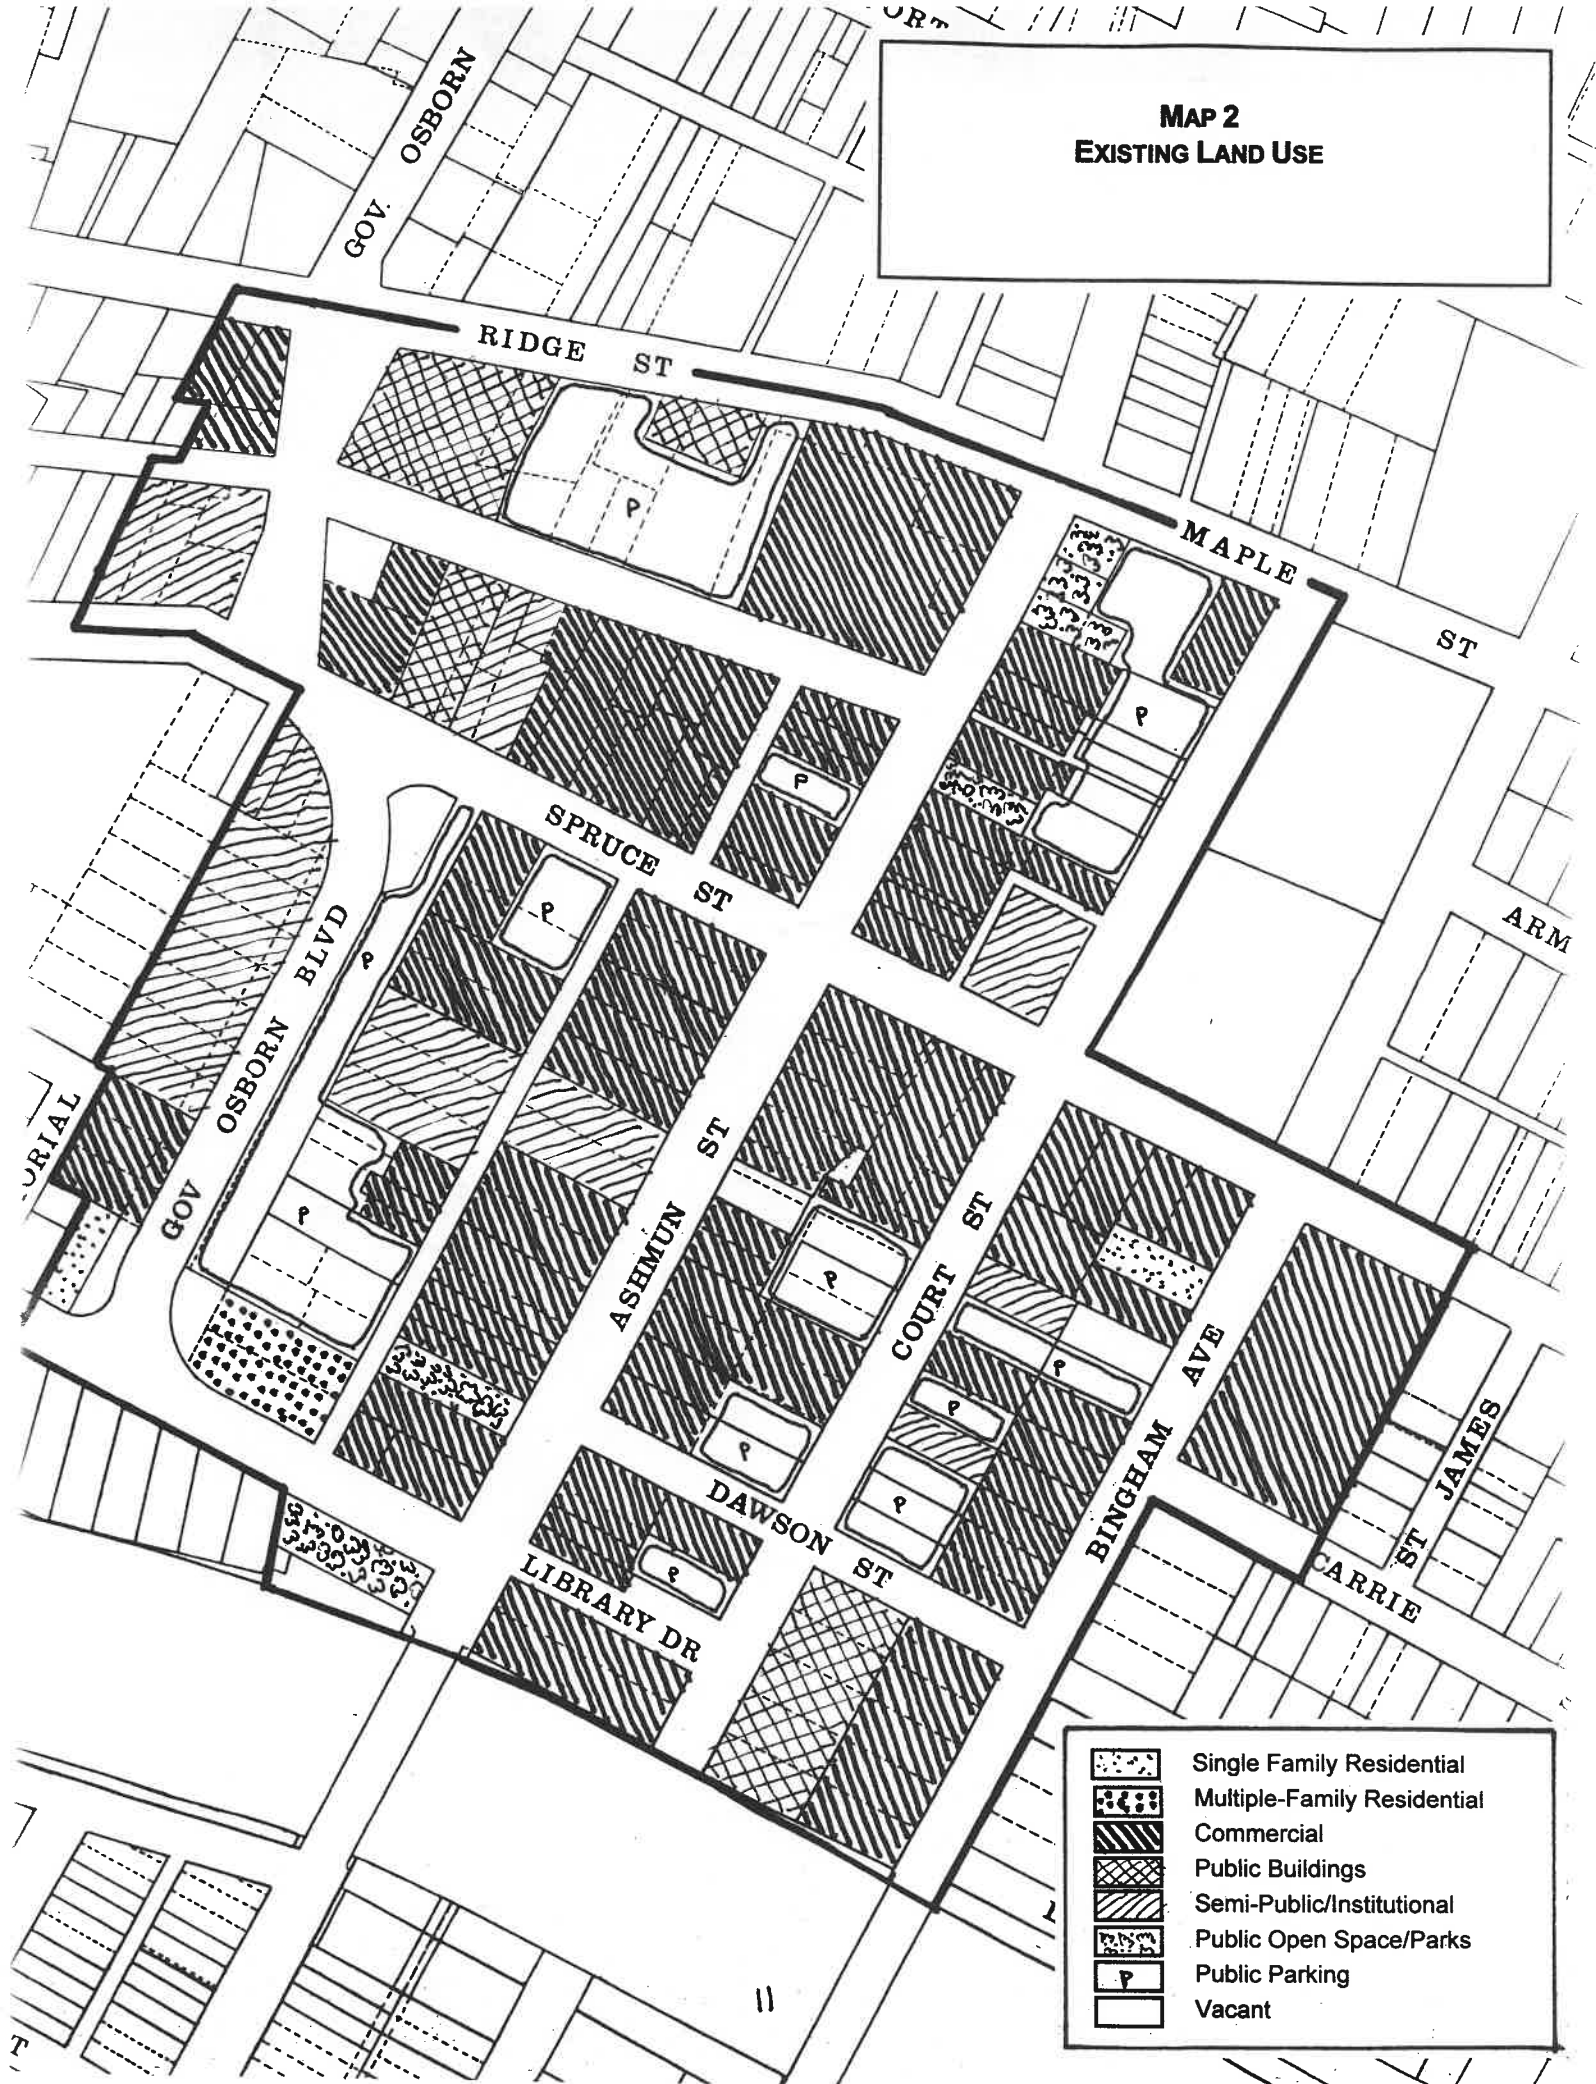 MAP 2
EXISTING LAND USE
GOV. OSBORN
RIDGE ST
P
MAPLE ST
P
P
SPRUCE ST
P
ARM
P
GOV OSBORN BLVD
ORIAL
ASHMUN ST
P
P
COURT ST
P
P
P
P
BINGHAM AVE
ST JAMES
DAWSON ST
P
LIBRARY DR
CARRIE
Single Family Residential
Multiple-Family Residential
Commercial
Public Buildings
Semi-Public/Institutional
Public Open Space/Parks
P Public Parking
Vacant
11
T